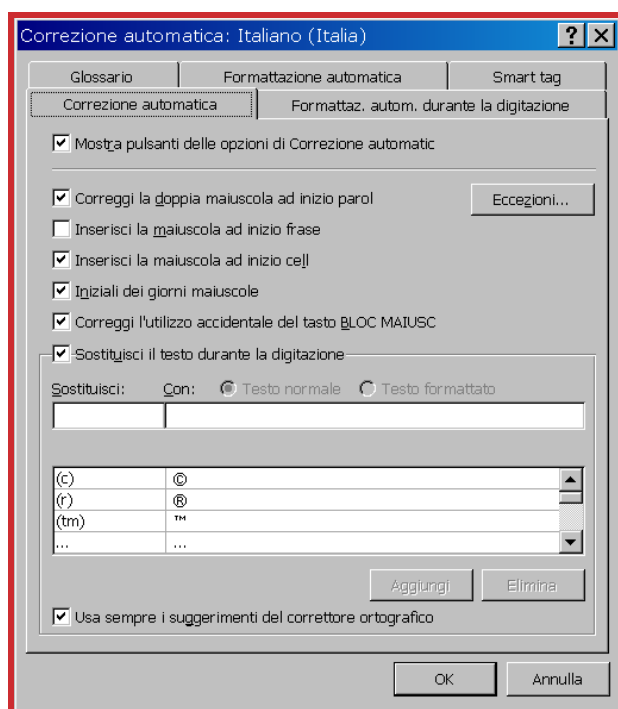 Correzione automatica: Italiano (Italia)
Glossario Formattazione automatica Smart tag
Correzione automatica Formattaz. autom. durante la digitazione
Mostra pulsanti delle opzioni di Correzione automatic
Correggi la doppia maiuscola ad inizio parol Eccezioni...
Inserisci la maiuscola ad inizio frase
Inserisci la maiuscola ad inizio cell
Iniziali dei giorni maiuscole
Correggi l'utilizzo accidentale del tasto BLOC MAIUSC
Sostituisci il testo durante la digitazione
Sostituisci: Con: Testo normale Testo formattato
(c) ©
(r) ®
(tm) ™
... ...
Aggiungi Elimina
Usa sempre i suggerimenti del correttore ortografico
OK Annulla